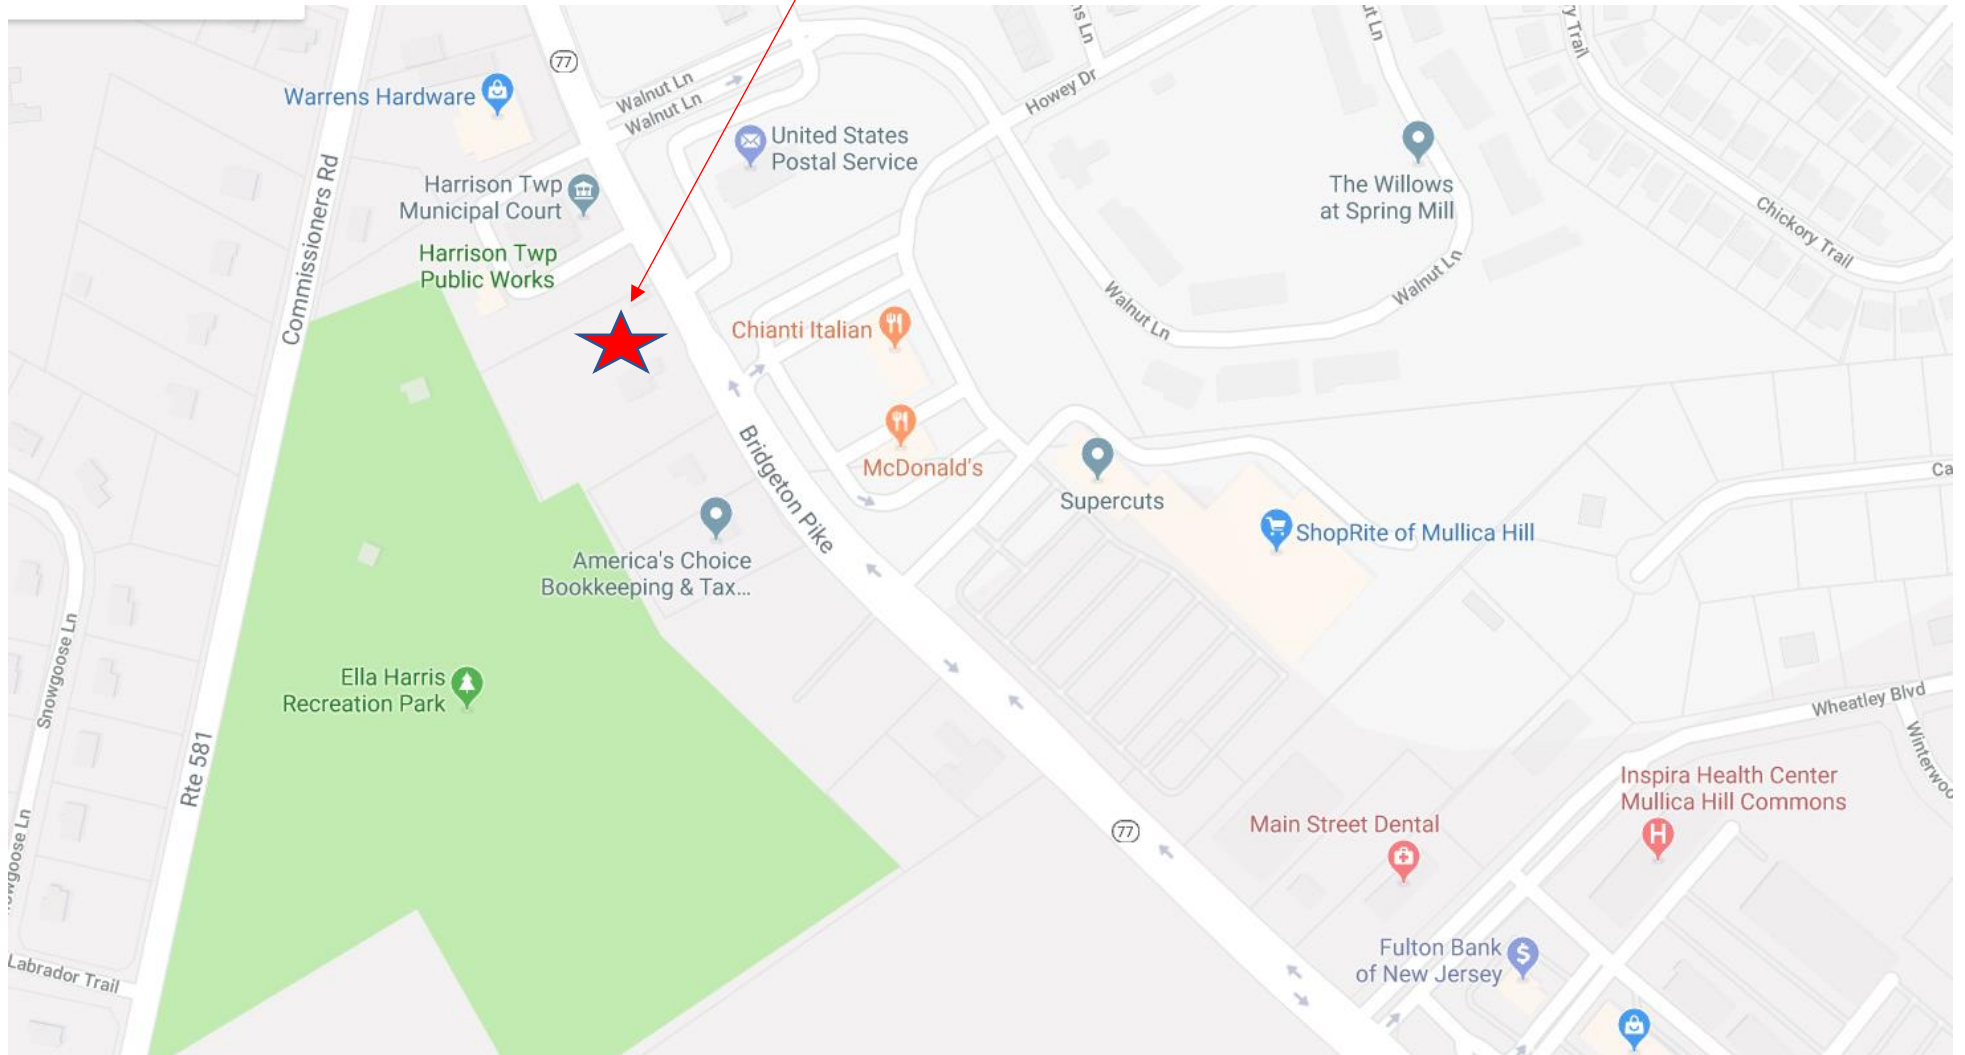 77
Warrens Hardware
Walnut Ln
Walnut Ln
Howey Dr
United States
Postal Service
Commissioners Rd
Harrison Twp
Municipal Court
The Willows
at Spring Mill
Chickory Trail
Harrison Twp
Public Works
Walnut Ln
Walnut Ln
Chianti Italian
McDonald's
Bridgeton Pike
Supercuts
ShopRite of Mullica Hill
America's Choice
Bookkeeping & Tax...
Snowgoose Ln
Ella Harris
Recreation Park
Wheatley Blvd
Rte 581
Inspira Health Center
Mullica Hill Commons
77
Main Street Dental
Fulton Bank
of New Jersey
Labrador Trail